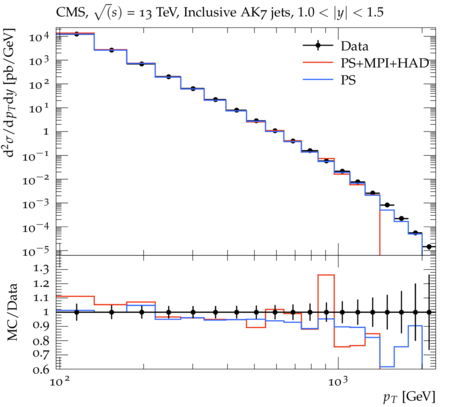 CMS, √(s) = 13 TeV, Inclusive AK7 jets, 1.0 < |y| < 1.5
d²σ/dp_T dy [pb/GeV]
10⁴
10³
10²
10¹
1
10⁻¹
10⁻²
10⁻³
10⁻⁴
10⁻⁵
Data
PS+MPI+HAD
PS
MC/Data
1.3
1.2
1.1
1
0.9
0.8
0.7
0.6
10² 10³
p_T [GeV]